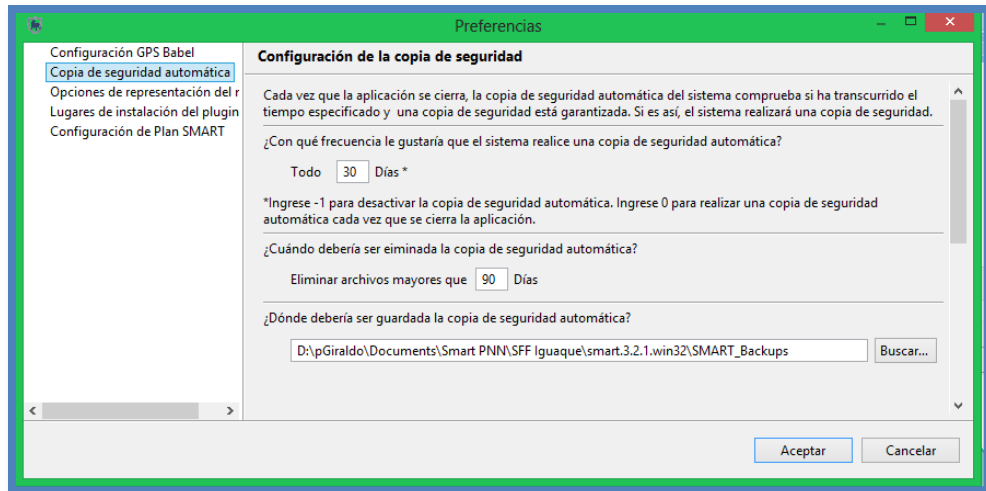 Preferencias
Configuración GPS Babel
Copia de seguridad automática
Opciones de representación del r
Lugares de instalación del plugin
Configuración de Plan SMART
Configuración de la copia de seguridad
Cada vez que la aplicación se cierra, la copia de seguridad automática del sistema comprueba si ha transcurrido el
tiempo especificado y una copia de seguridad está garantizada. Si es así, el sistema realizará una copia de seguridad.
¿Con qué frecuencia le gustaría que el sistema realice una copia de seguridad automática?
Todo 30 Días *
*Ingrese -1 para desactivar la copia de seguridad automática. Ingrese 0 para realizar una copia de seguridad
automática cada vez que se cierra la aplicación.
¿Cuándo debería ser eiminada la copia de seguridad automática?
Eliminar archivos mayores que 90 Días
¿Dónde debería ser guardada la copia de seguridad automática?
D:\pGiraldo\Documents\Smart PNN\SFF Iguaque\smart.3.2.1.win32\SMART_Backups Buscar...
Aceptar Cancelar